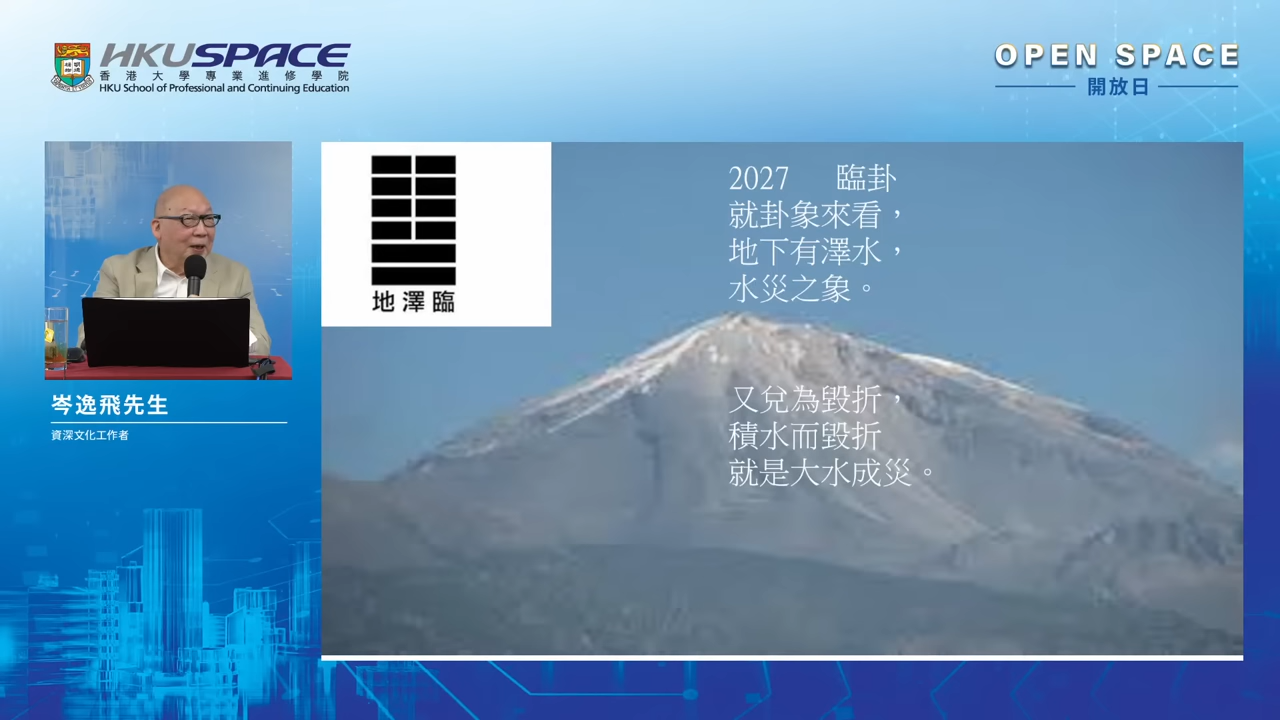 HKUSPACE
香港大學專業進修學院
HKU School of Professional and Continuing Education
OPEN SPACE
開放日
地澤臨
2027 臨卦
就卦象來看，
地下有澤水，
水災之象。
又兌為毀折，
積水而毀折
就是大水成災。
岑逸飛先生
資深文化工作者